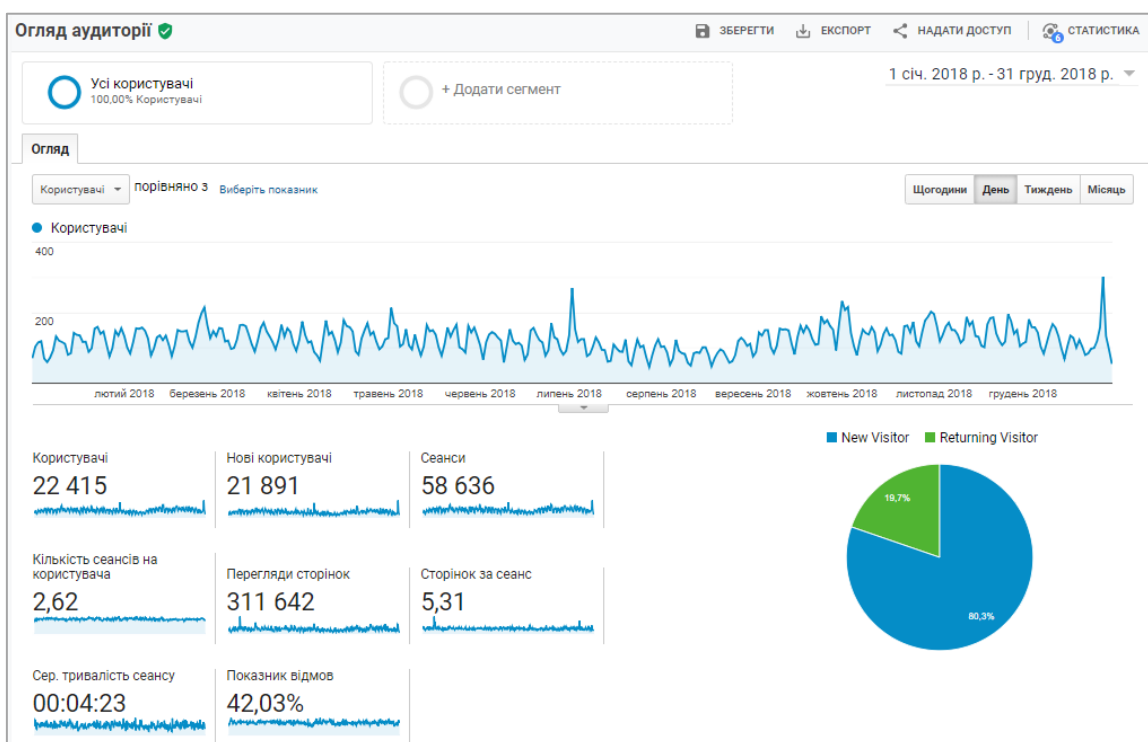 Огляд аудиторії
ЗБЕРЕГТИ ЕКСПОРТ НАДАТИ ДОСТУП 6 СТАТИСТИКА
Усі користувачі
100,00% Користувачі
+ Додати сегмент
1 січ. 2018 р. - 31 груд. 2018 р.
Огляд
Користувачі порівняно з Виберіть показник
Щогодини День Тиждень Місяць
Користувачі
400
200
лютий 2018 березень 2018 квітень 2018 травень 2018 червень 2018 липень 2018 серпень 2018 вересень 2018 жовтень 2018 листопад 2018 грудень 2018
New Visitor Returning Visitor
Користувачі
22 415
Нові користувачі
21 891
Сеанси
58 636
Кількість сеансів на
користувача
2,62
Перегляди сторінок
311 642
Сторінок за сеанс
5,31
Сер. тривалість сеансу
00:04:23
Показник відмов
42,03%
19,7%
80,3%